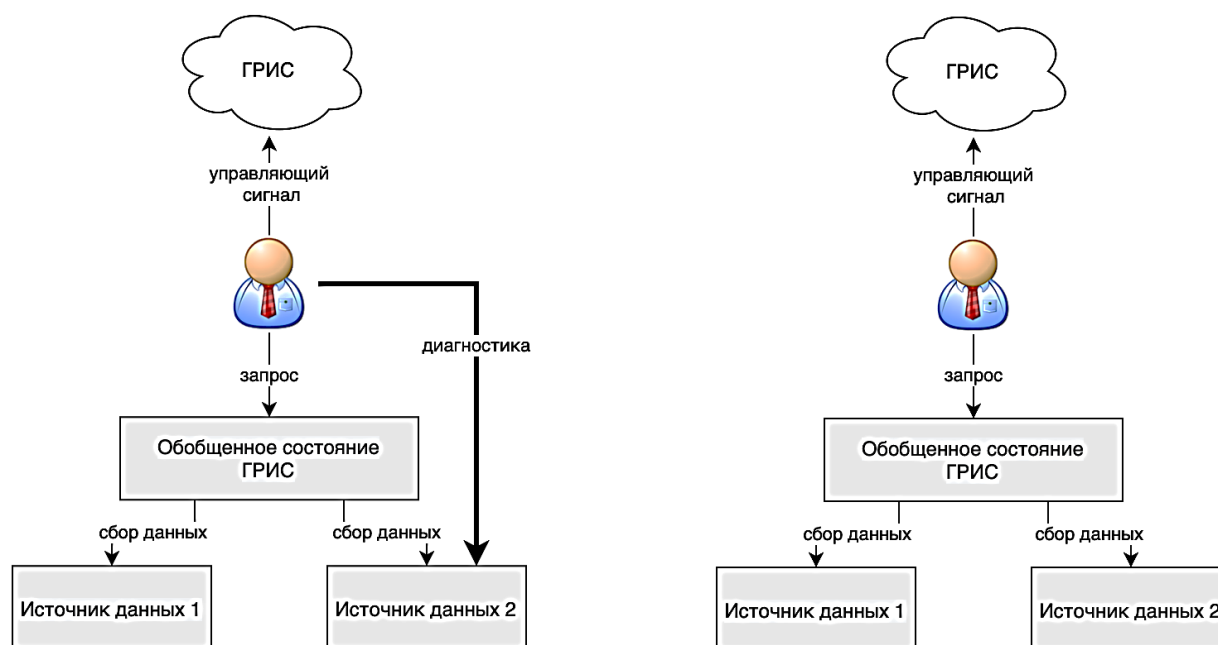 ГРИС
управляющий
сигнал
диагностика
запрос
Обобщенное состояние
ГРИС
сбор данных
сбор данных
Источник данных 1
Источник данных 2
ГРИС
управляющий
сигнал
запрос
Обобщенное состояние
ГРИС
сбор данных
сбор данных
Источник данных 1
Источник данных 2